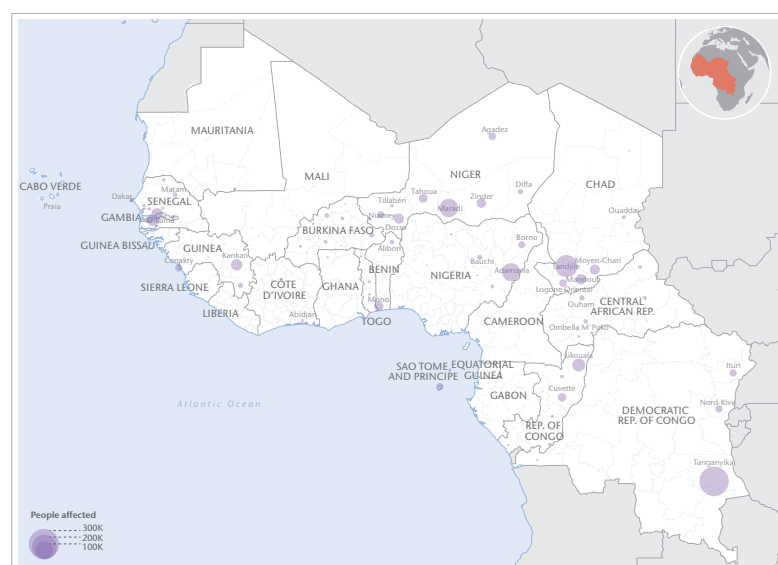 Agadez
MAURITANIA
MALI
NIGER
CHAD
CABO VERDE
Praia
Dakar
Matam
SENEGAL
Tahoua
Maradi
Zinder
Diffa
Tillabéri
Niamey
Dosso
Ouaddai
GAMBIA
BURKINA FASO
GUINEA BISSAU
GUINEA
Kankan
Conakry
Alibori
Borno
Bauchi
Adamawa
NIGERIA
BENIN
Tandjilé
Moyen-Chari
Mandoul
Logone Oriental
Ouham
SIERRA LEONE
CÔTE
D'IVOIRE
GHANA
Mono
CENTRAL
AFRICAN REP.
LIBERIA
Abidjan
TOGO
CAMEROON
Ombella M'Poko
Likouala
SAO TOME
AND PRINCIPE
EQUATORIAL
GUINEA
Ituri
GABON
Cuvette
Nord-Kivu
Atlantic Ocean
DEMOCRATIC
REP. OF CONGO
REP. OF
CONGO
Tanganyika
People affected
300K
200K
100K